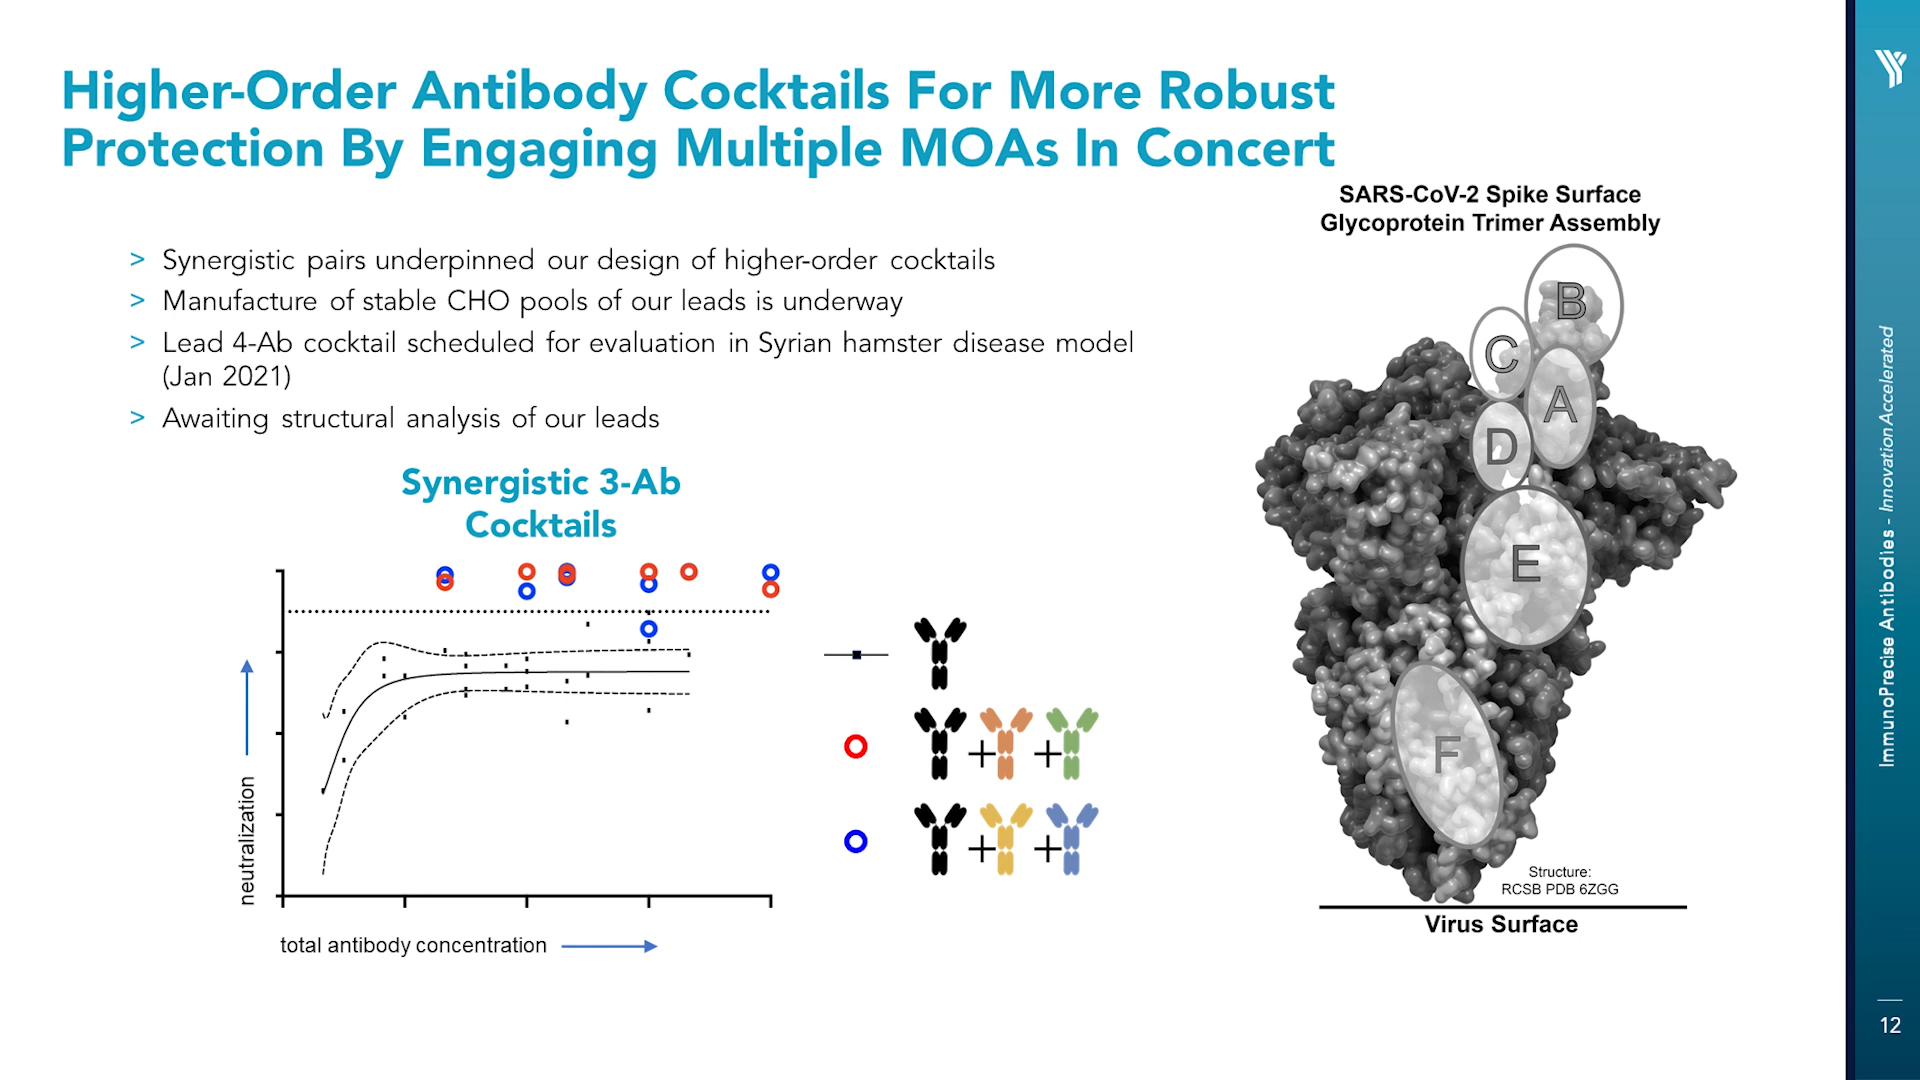 Higher-Order Antibody Cocktails For More Robust
Protection By Engaging Multiple MOAs In Concert
> Synergistic pairs underpinned our design of higher-order cocktails
> Manufacture of stable CHO pools of our leads is underway
> Lead 4-Ab cocktail scheduled for evaluation in Syrian hamster disease model
(Jan 2021)
> Awaiting structural analysis of our leads
Synergistic 3-Ab
Cocktails
neutralization
total antibody concentration
+ +
+ +
SARS-CoV-2 Spike Surface
Glycoprotein Trimer Assembly
B
C
A
D
E
F
Structure:
RCSB PDB 6ZGG
Virus Surface
ImmunoPrecise Antibodies - Innovation Accelerated
12